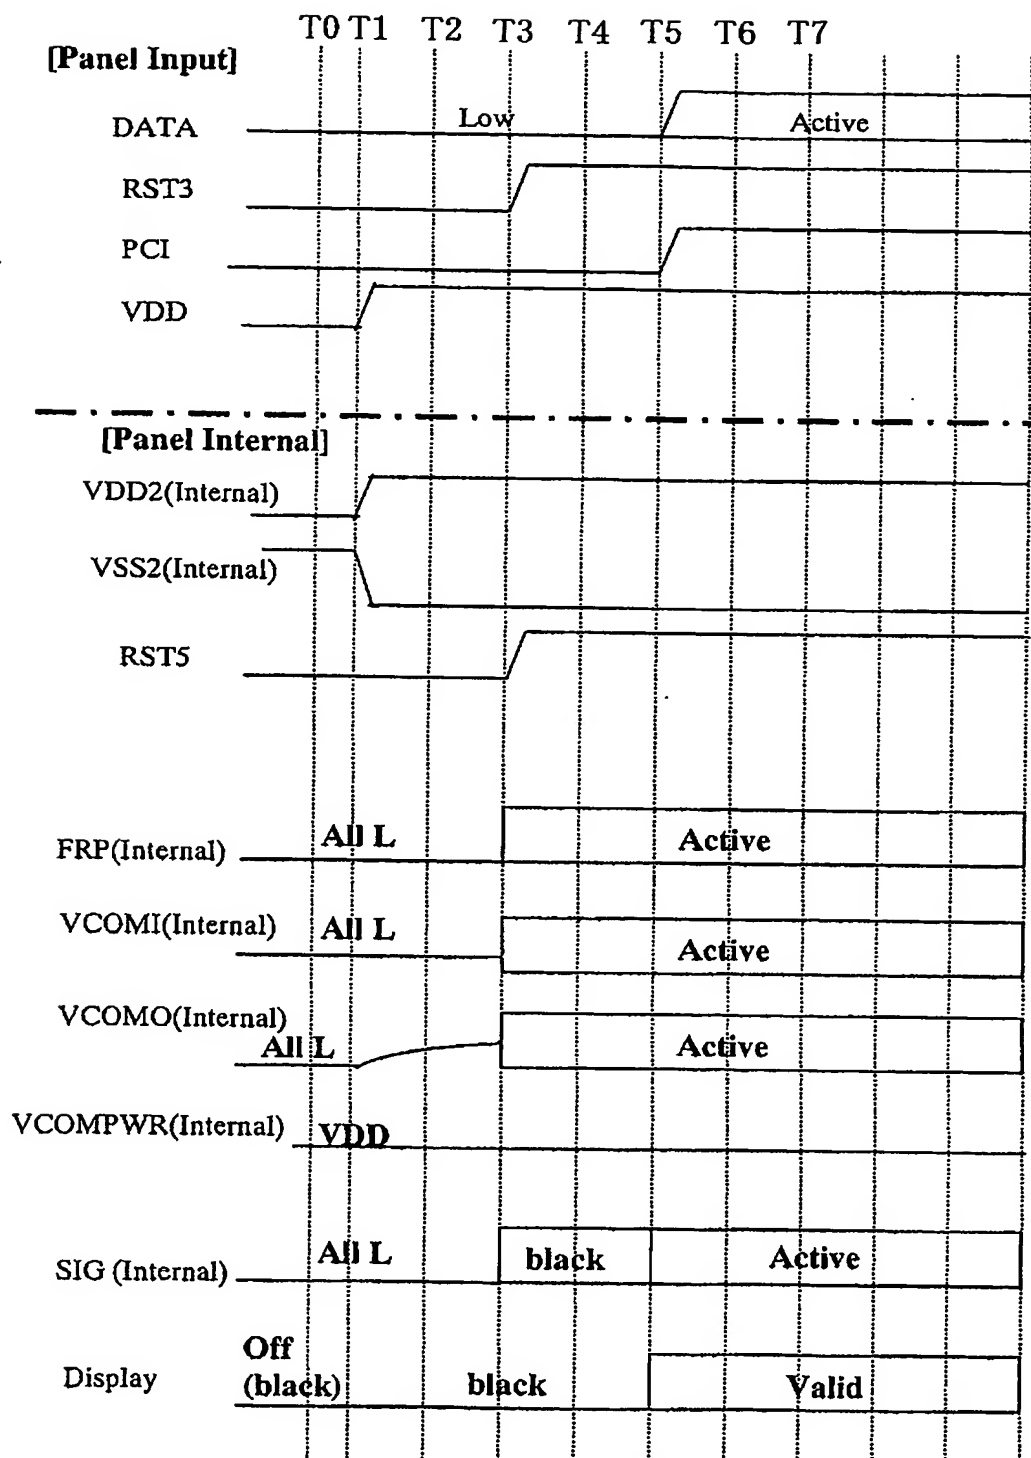 T0 T1 T2 T3 T4 T5 T6 T7
[Panel Input]
DATA Low Active
RST3
PCI
VDD
[Panel Internal]
VDD2(Internal)
VSS2(Internal)
RST5
FRP(Internal) All L Active
VCOMI(Internal) All L Active
VCOMO(Internal) All L Active
VCOMPWR(Internal) VDD
SIG (Internal) All L black Active
Display Off (black) black Valid